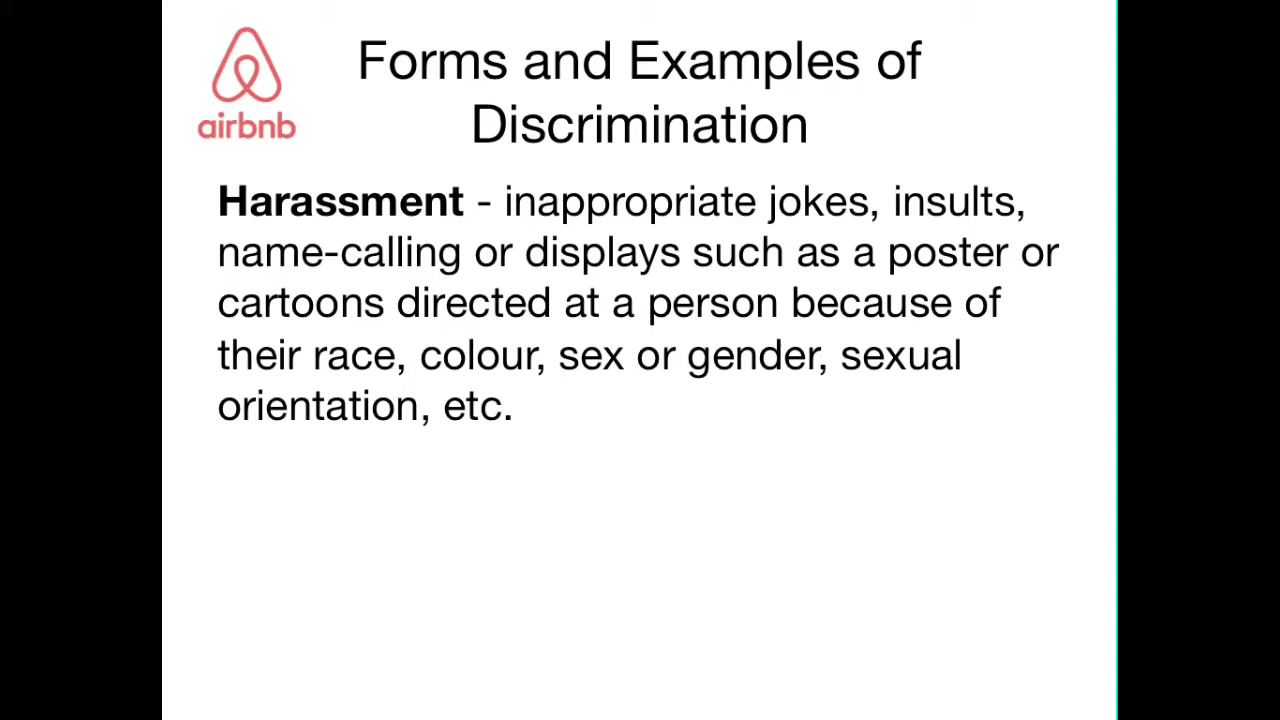 airbnb
Forms and Examples of
Discrimination
Harassment - inappropriate jokes, insults,
name-calling or displays such as a poster or
cartoons directed at a person because of
their race, colour, sex or gender, sexual
orientation, etc.